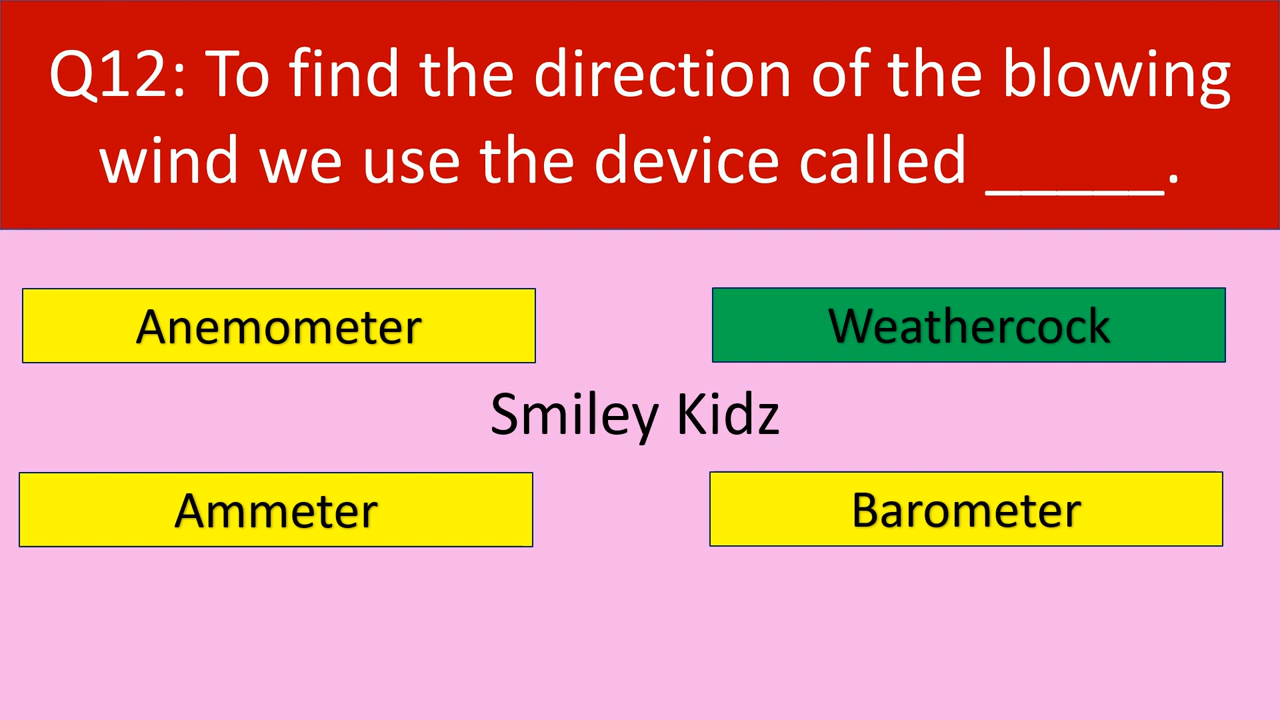 Q12: To find the direction of the blowing
wind we use the device called _____.
Anemometer
Weathercock
Smiley Kidz
Ammeter
Barometer